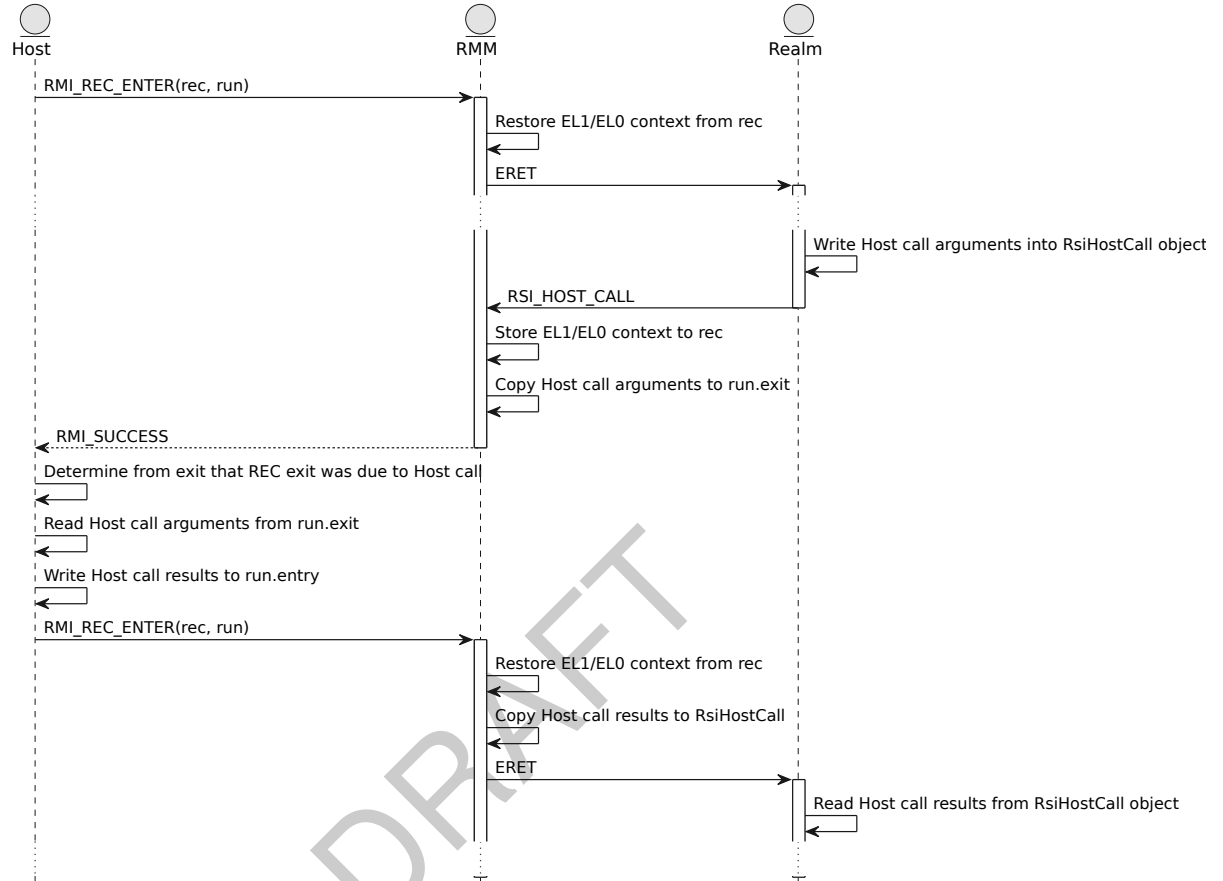 Host
RMM
Realm
RMI_REC_ENTER(rec, run)
Restore EL1/EL0 context from rec
ERET
Write Host call arguments into RsiHostCall object
RSI_HOST_CALL
Store EL1/EL0 context to rec
Copy Host call arguments to run.exit
RMI_SUCCESS
Determine from exit that REC exit was due to Host call
Read Host call arguments from run.exit
Write Host call results to run.entry
RMI_REC_ENTER(rec, run)
Restore EL1/EL0 context from rec
Copy Host call results to RsiHostCall
ERET
Read Host call results from RsiHostCall object
DRAFT